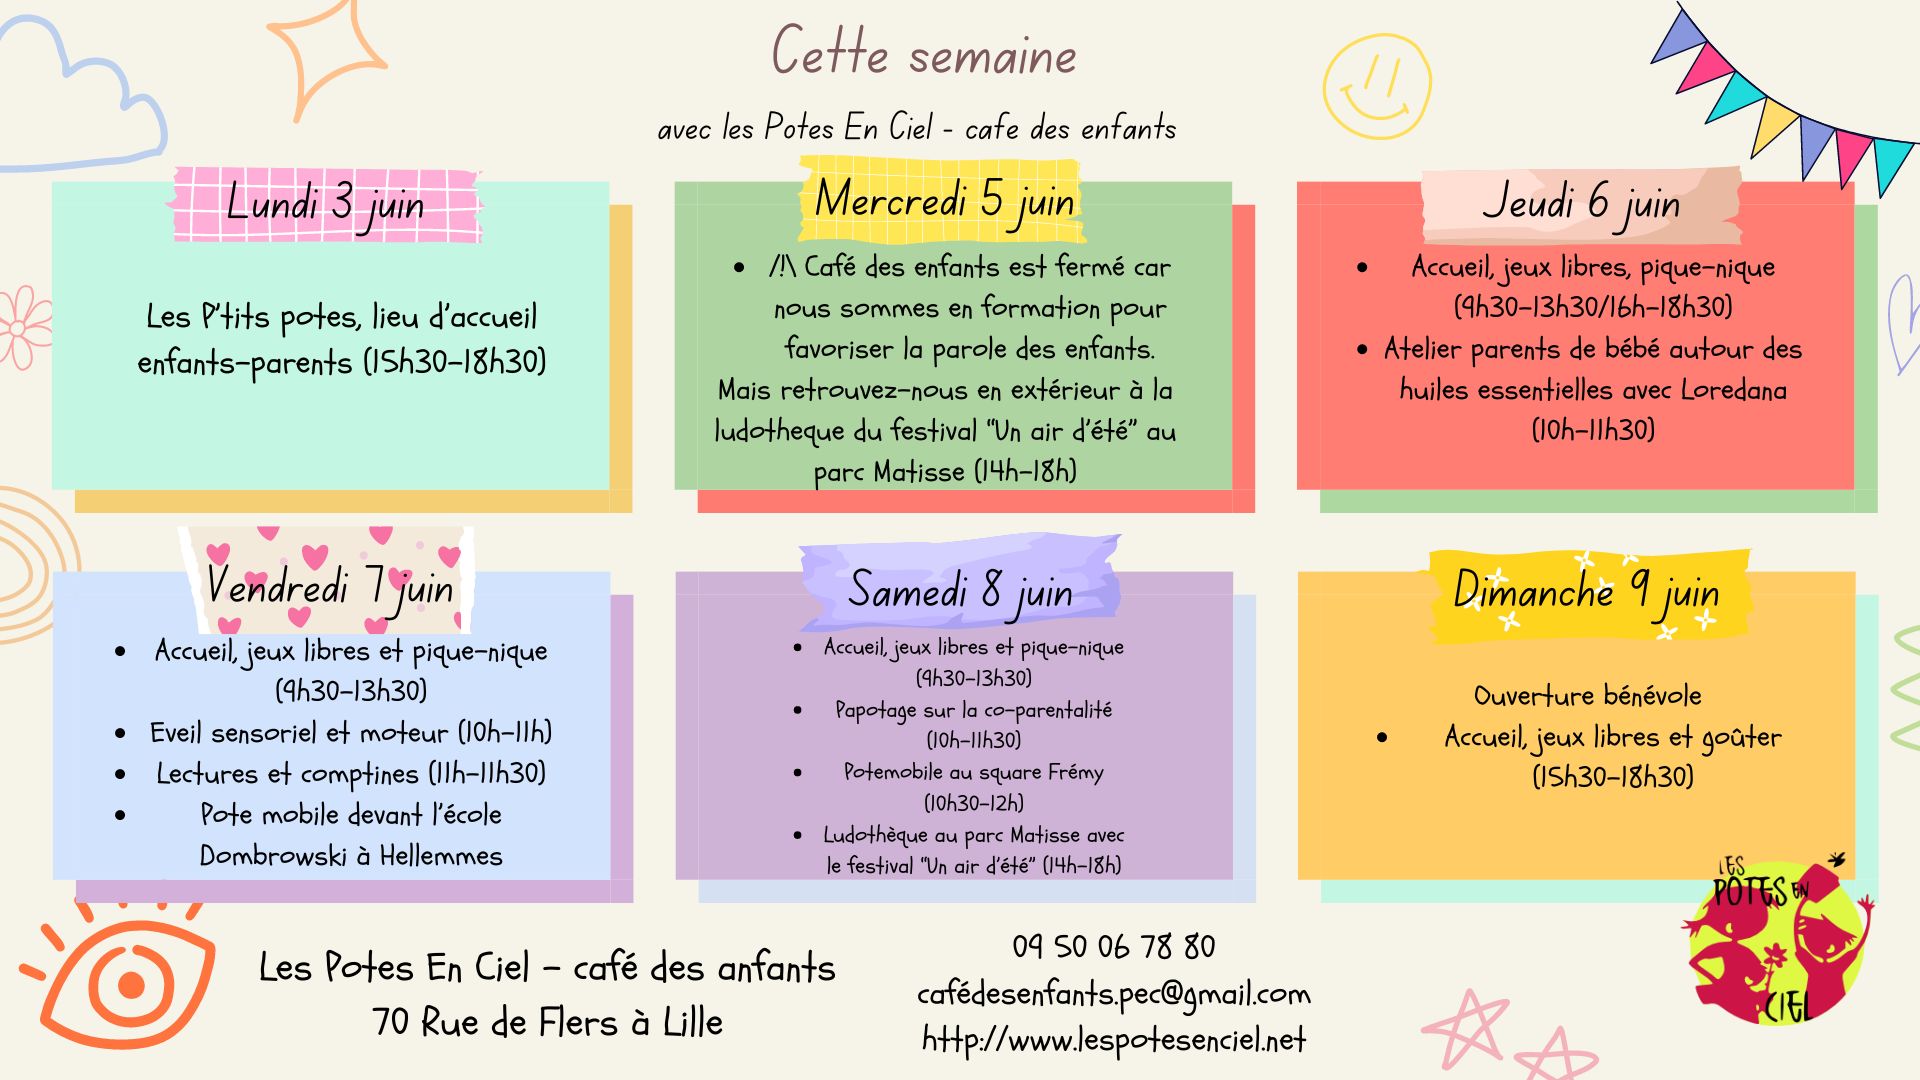 Cette semaine
avec les Potes En Ciel - cafe des enfants
Lundi 3 juin
Les P'tits potes, lieu d'accueil
enfants-parents (15h30-18h30)
Mercredi 5 juin
• /!\ Café des enfants est fermé car
nous sommes en formation pour
favoriser la parole des enfants.
Mais retrouvez-nous en extérieur à la
ludotheque du festival "Un air d'été" au
parc Matisse (14h-18h)
Jeudi 6 juin
• Accueil, jeux libres, pique-nique
(9h30-13h30/16h-18h30)
• Atelier parents de bébé autour des
huiles essentielles avec Loredana
(10h-11h30)
Vendredi 7 juin
• Accueil, jeux libres et pique-nique
(9h30-13h30)
• Eveil sensoriel et moteur (10h-11h)
• Lectures et comptines (11h-11h30)
• Pote mobile devant l'école
Dombrowski à Hellemmes
Samedi 8 juin
• Accueil, jeux libres et pique-nique
(9h30-13h30)
• Papotage sur la co-parentalité
(10h-11h30)
• Potemobile au square Frémy
(10h30-12h)
• Ludothèque au parc Matisse avec
le festival "Un air d'été" (14h-18h)
Dimanche 9 juin
Ouverture bénévole
• Accueil, jeux libres et goûter
(15h30-18h30)
Les Potes En Ciel - café des anfants
70 Rue de Flers à Lille
09 50 06 78 80
cafédesenfants.pec@gmail.com
http://www.lespotesenciel.net
LES
POTES EN
CIEL